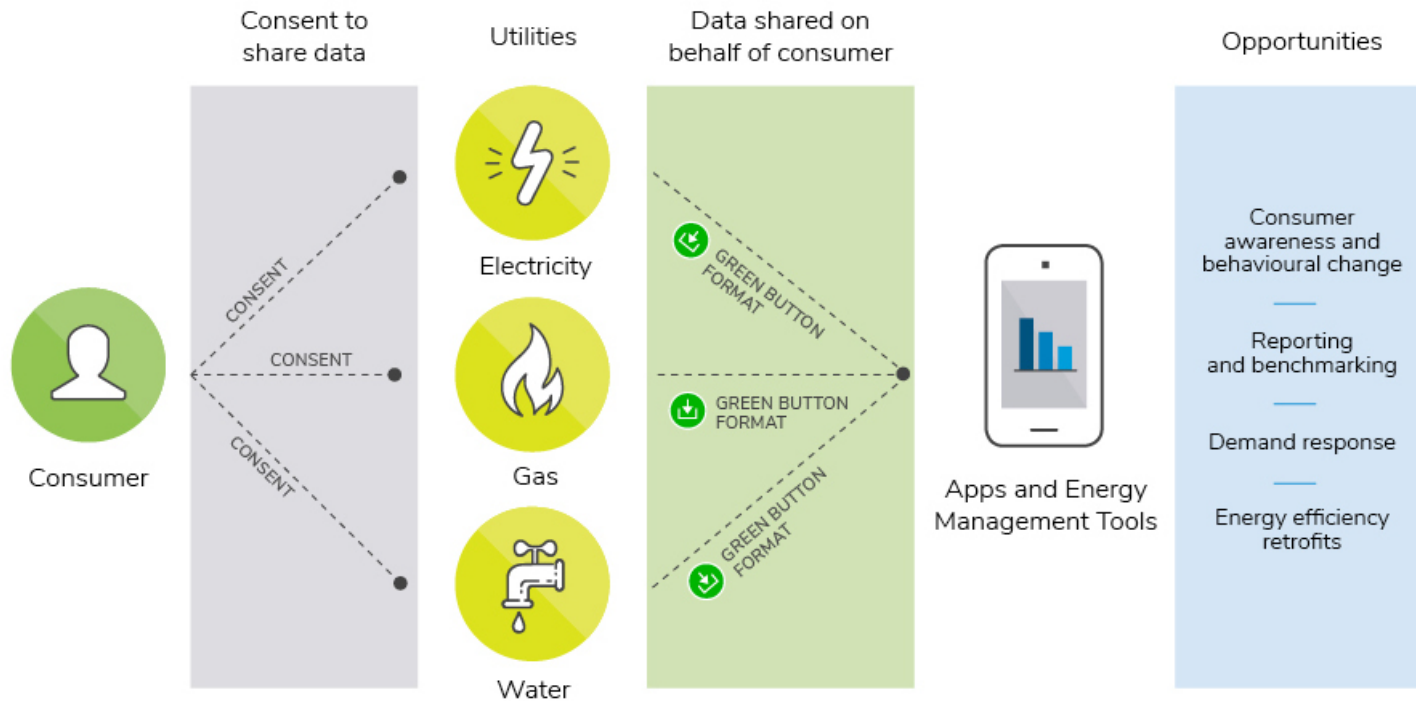 Consent to
share data
Utilities
Data shared on
behalf of consumer
Opportunities
Consumer
CONSENT
CONSENT
CONSENT
Electricity
Gas
Water
GREEN BUTTON
FORMAT
GREEN BUTTON
FORMAT
GREEN BUTTON
FORMAT
Apps and Energy
Management Tools
Consumer
awareness and
behavioural change
Reporting
and benchmarking
Demand response
Energy efficiency
retrofits